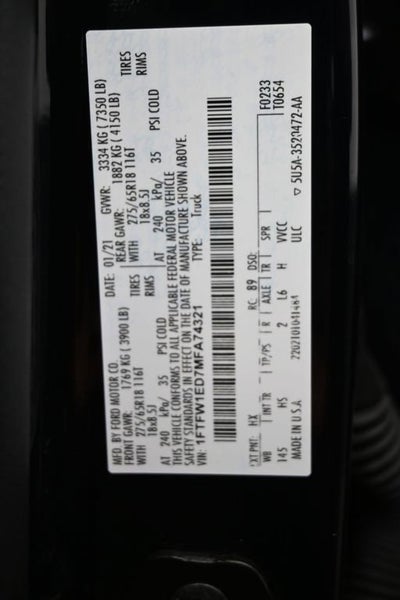 MFD. BY FORD MOTOR CO.
DATE: 01/21 GVWR: 3334 KG ( 7350 LB)
FRONT GAWR: 1769 KG ( 3900 LB) REAR GAWR: 1882 KG ( 4150 LB)
WITH 275/65R18 116T TIRES WITH 275/65R18 116T TIRES
18x8.5J RIMS 18x8.5J RIMS
AT 240 kPa/ 35 PSI COLD AT 240 kPa/ 35 PSI COLD
THIS VEHICLE CONFORMS TO ALL APPLICABLE FEDERAL MOTOR VEHICLE
SAFETY STANDARDS IN EFFECT ON THE DATE OF MANUFACTURE SHOWN ABOVE.
VIN: 1FTFW1ED7MFA74321 TYPE: Truck
F0233
EXT PNT: HX RC: 89 DSO: T0654
WB INT TR TP/PS R AXLE TR SPR
145 HS 2 L6 H VVCC
MADE IN U.S.A. ULC 5U5A-3520472-AA